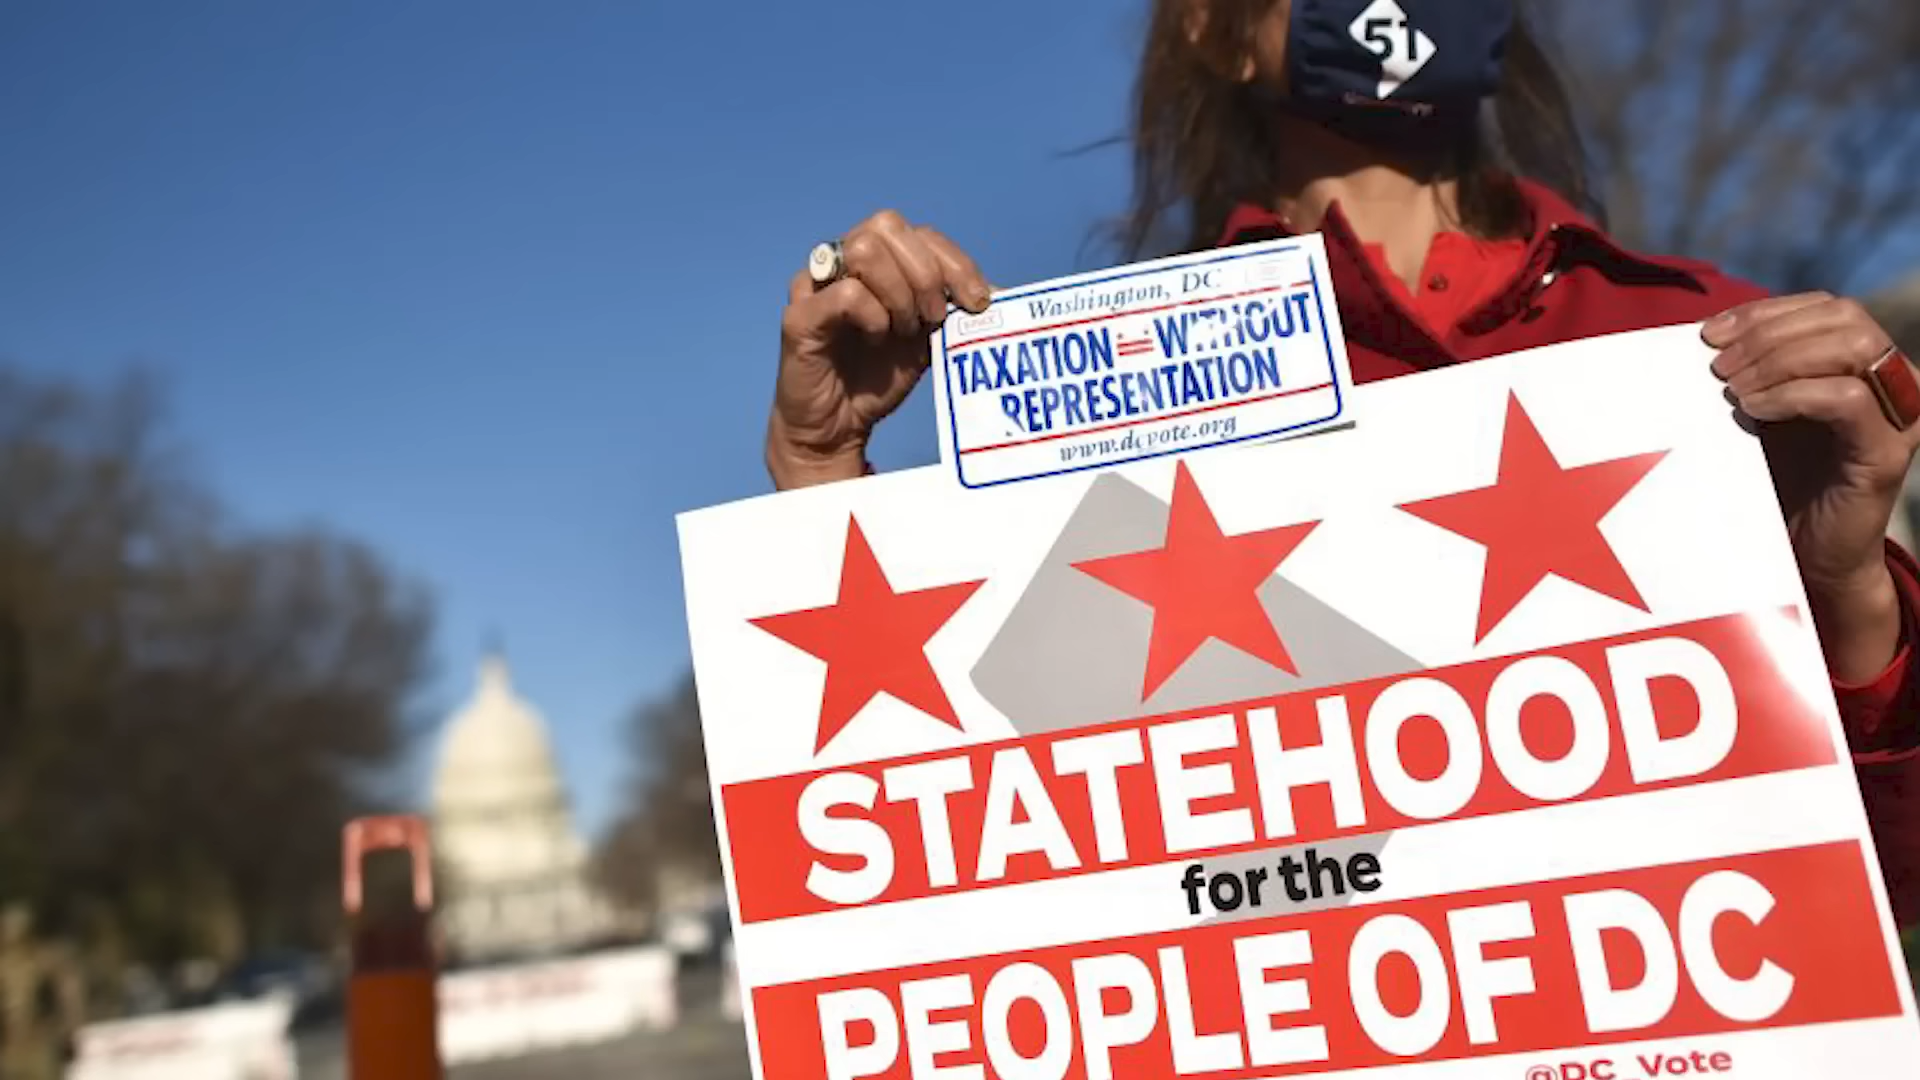 51
Washington, DC
TAXATION WITHOUT
REPRESENTATION
www.dcvote.org
STATEHOOD
for the
PEOPLE OF DC
@DC_Vote